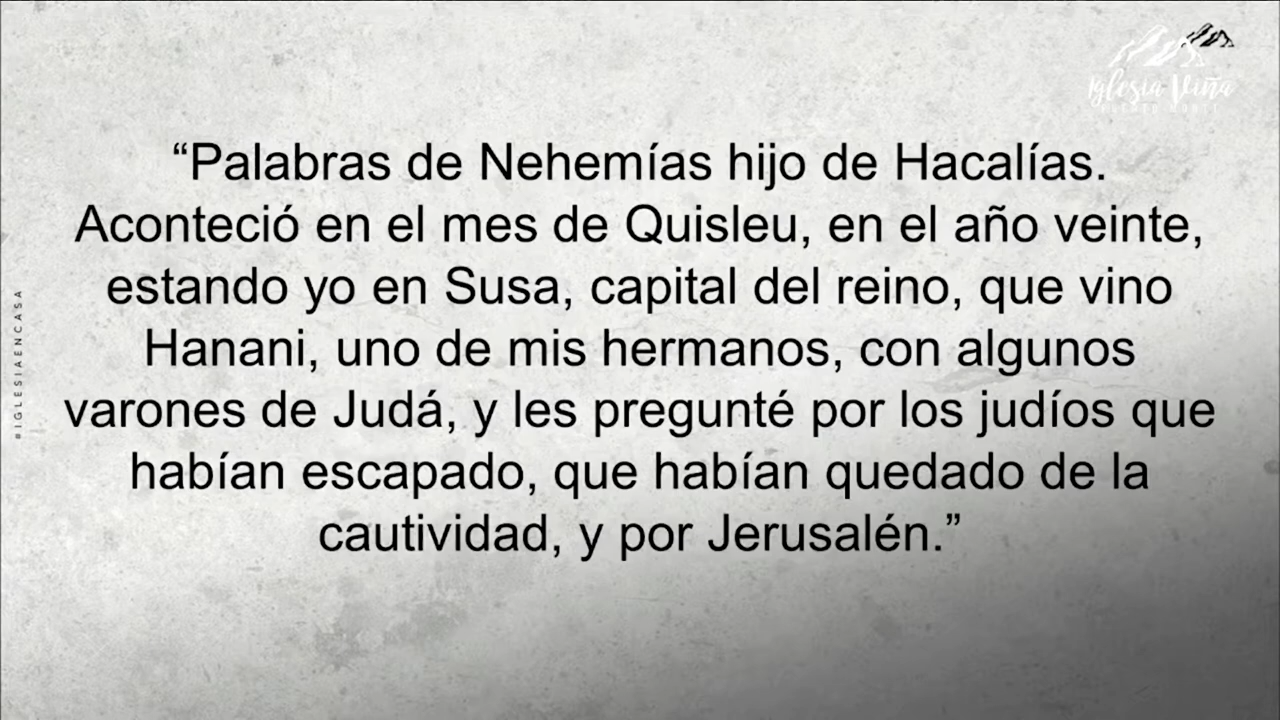 Iglesia Viña
“Palabras de Nehemías hijo de Hacalías.
Aconteció en el mes de Quisleu, en el año veinte,
estando yo en Susa, capital del reino, que vino
Hanani, uno de mis hermanos, con algunos
varones de Judá, y les pregunté por los judíos que
habían escapado, que habían quedado de la
cautividad, y por Jerusalén.”
#IGLESIAENCASA